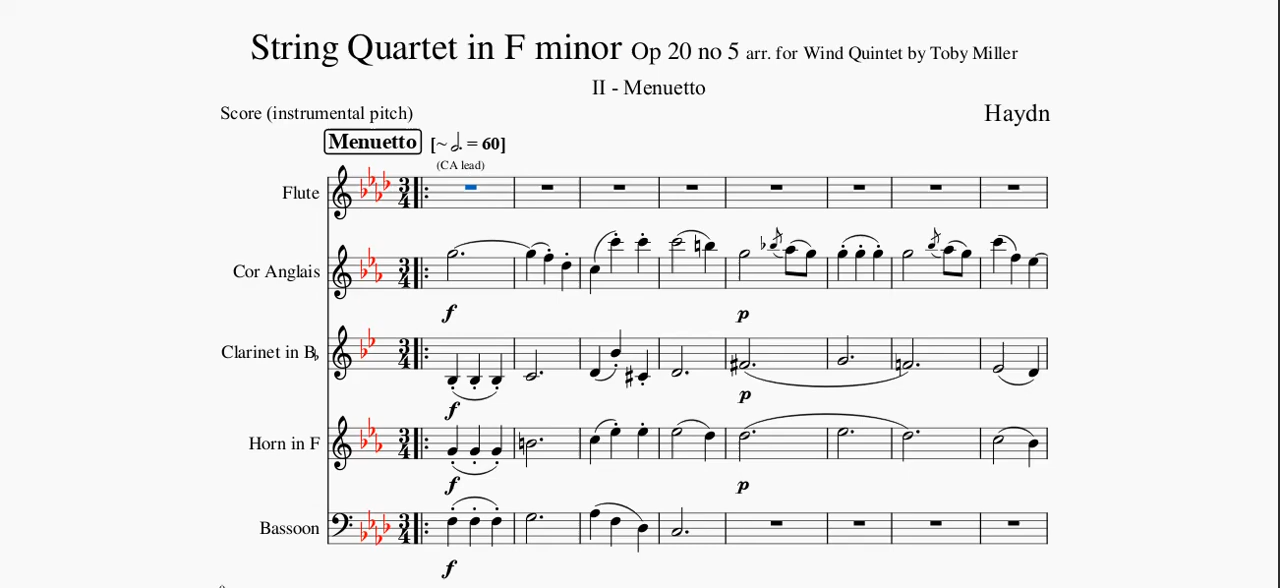 String Quartet in F minor Op 20 no 5 arr. for Wind Quintet by Toby Miller
II - Menuetto
Score (instrumental pitch)
Haydn
Menuetto [~ 𝅗𝅥. = 60]
(CA lead)
Flute
Cor Anglais
f
p
Clarinet in B♭
f
p
Horn in F
f
p
Bassoon
f